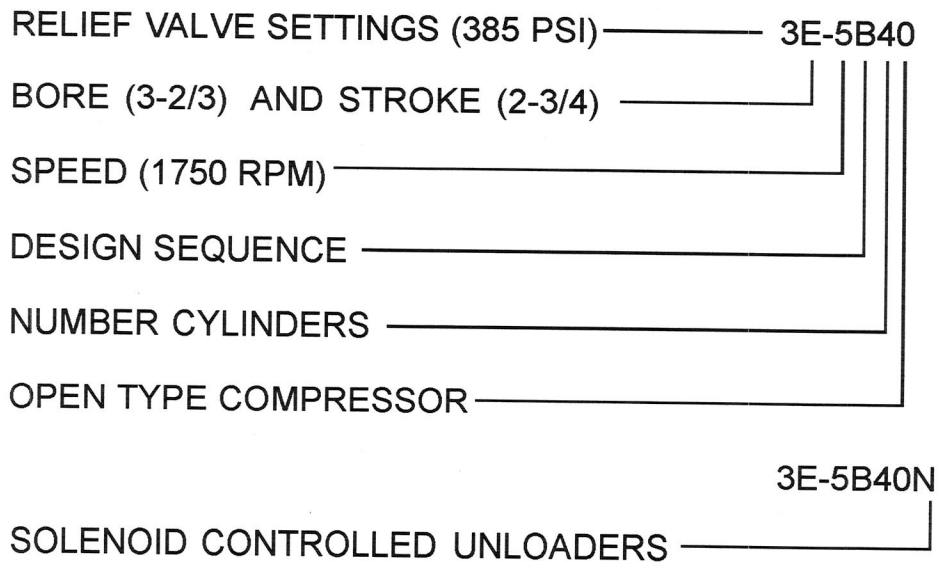 RELIEF VALVE SETTINGS (385 PSI) 3E-5B40
BORE (3-2/3) AND STROKE (2-3/4)
SPEED (1750 RPM)
DESIGN SEQUENCE
NUMBER CYLINDERS
OPEN TYPE COMPRESSOR
3E-5B40N
SOLENOID CONTROLLED UNLOADERS